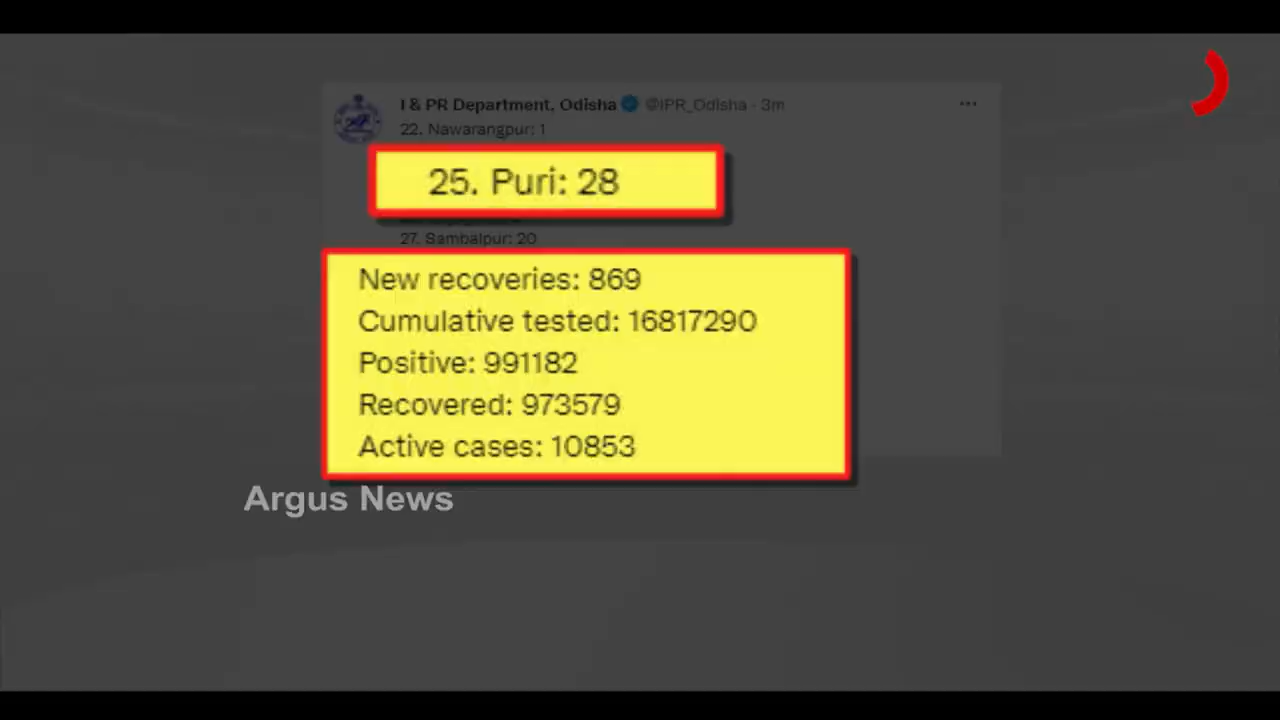 I & PR Department, Odisha @IPR_Odisha · 3m
22. Nawarangpur: 1
25. Puri: 28
27. Sambalpur: 20
New recoveries: 869
Cumulative tested: 16817290
Positive: 991182
Recovered: 973579
Active cases: 10853
Argus News